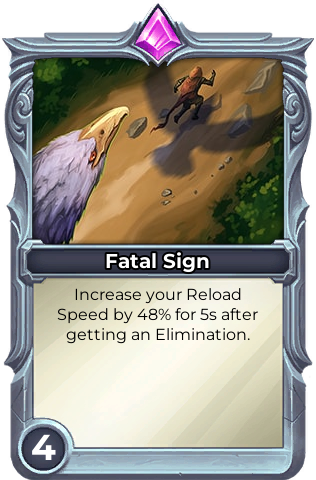 Fatal Sign
Increase your Reload
Speed by 48% for 5s after
getting an Elimination.
4